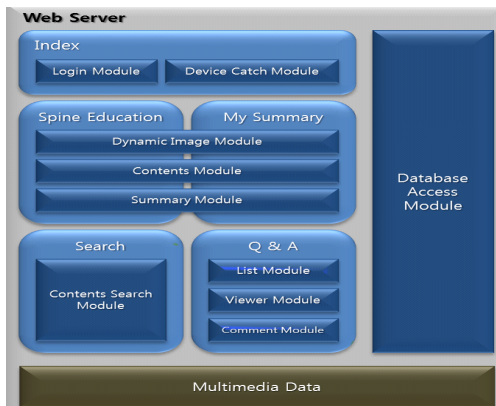 Web Server
Index
Login Module
Device Catch Module
Spine Education
My Summary
Dynamic Image Module
Contents Module
Summary Module
Search
Contents Search
Module
Q & A
List Module
Viewer Module
Comment Module
Database
Access
Module
Multimedia Data